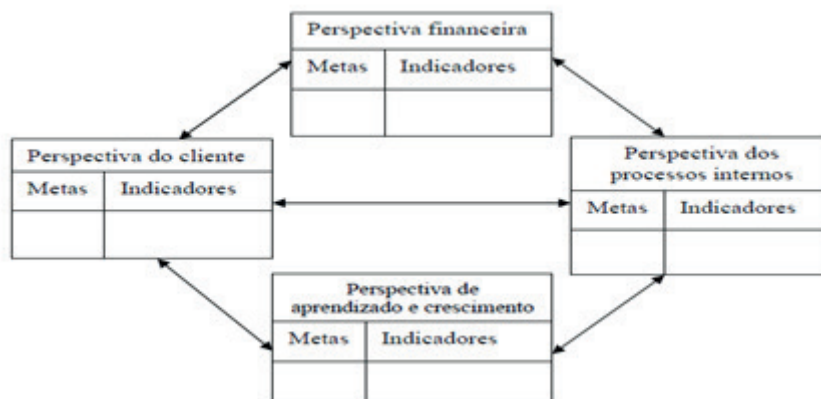 Perspectiva financeira
Metas Indicadores
Perspectiva do cliente
Metas Indicadores
Perspectiva dos
processos internos
Metas Indicadores
Perspectiva de
aprendizado e crescimento
Metas Indicadores